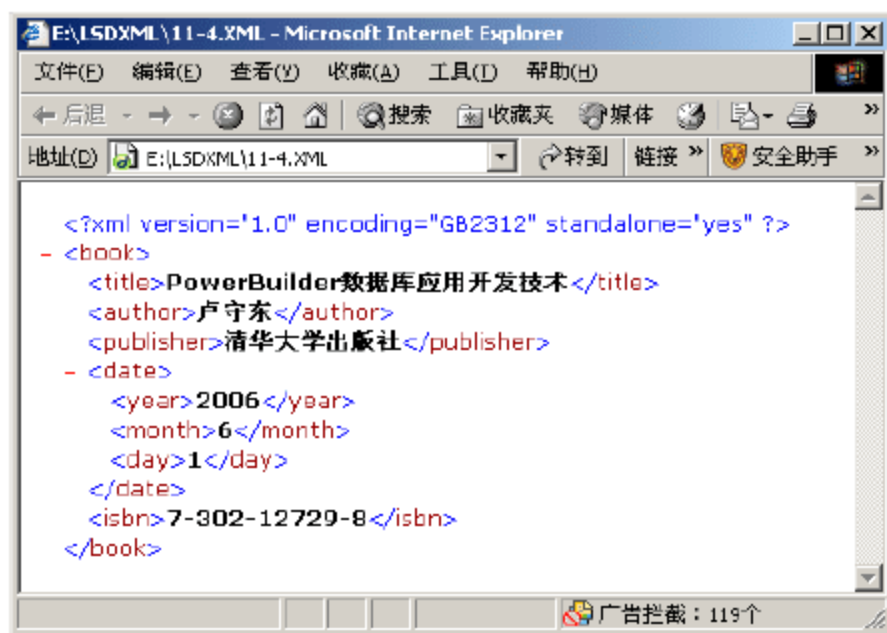 E:\LSDXML\11-4.XML - Microsoft Internet Explorer
文件(F) 编辑(E) 查看(V) 收藏(A) 工具(T) 帮助(H)
后退 搜索 收藏夹 媒体 »
地址(D) E:\LSDXML\11-4.XML 转到 链接 » 安全助手 »
<?xml version="1.0" encoding="GB2312" standalone="yes" ?>
- <book>
<title>PowerBuilder数据库应用开发技术</title>
<author>卢守东</author>
<publisher>清华大学出版社</publisher>
- <date>
<year>2006</year>
<month>6</month>
<day>1</day>
</date>
<isbn>7-302-12729-8</isbn>
</book>
广告拦截：119个